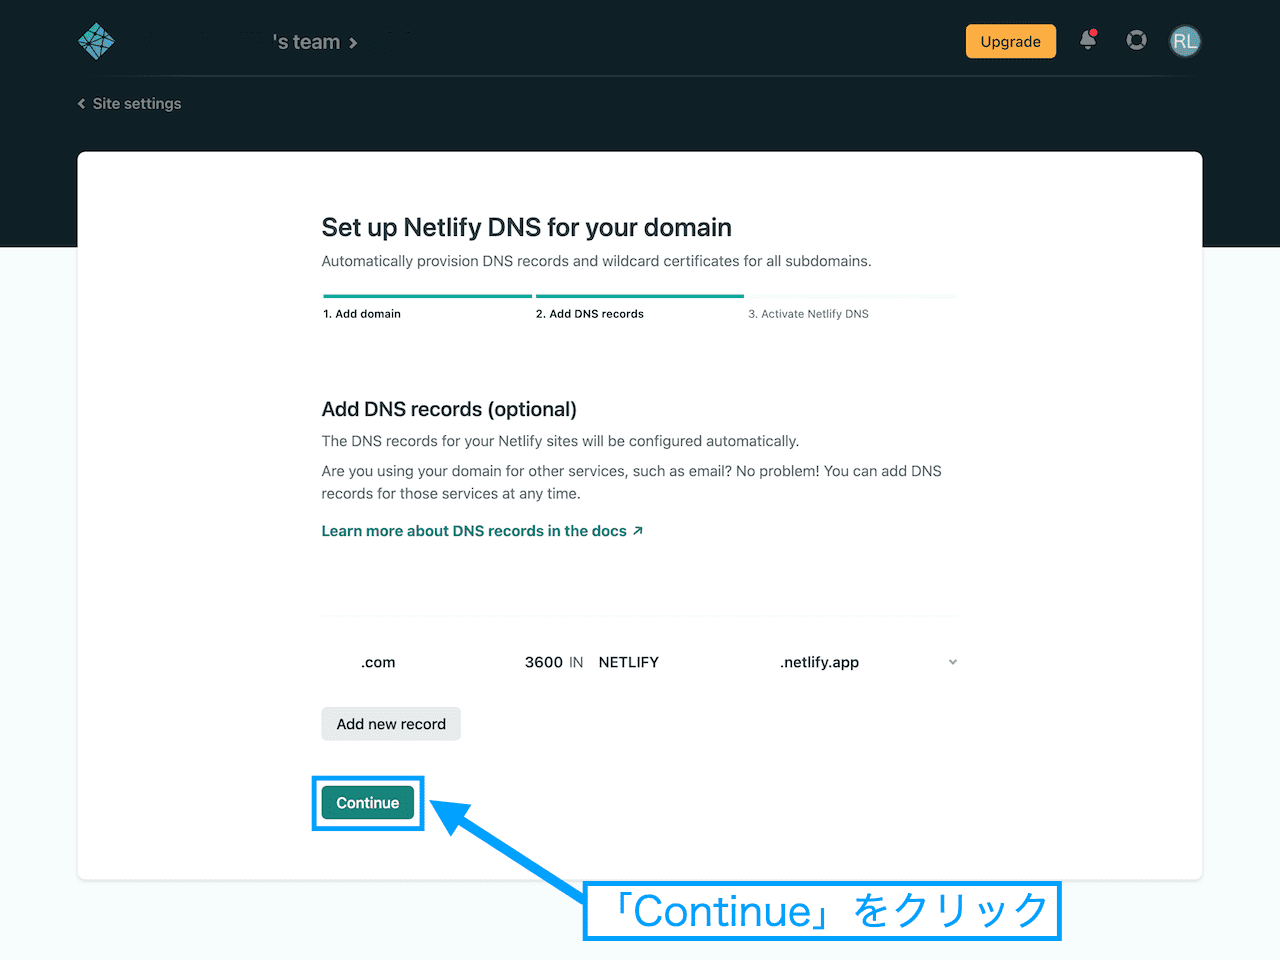 's team
Upgrade
RL
Site settings
Set up Netlify DNS for your domain
Automatically provision DNS records and wildcard certificates for all subdomains.
1. Add domain
2. Add DNS records
3. Activate Netlify DNS
Add DNS records (optional)
The DNS records for your Netlify sites will be configured automatically.
Are you using your domain for other services, such as email? No problem! You can add DNS
records for those services at any time.
Learn more about DNS records in the docs ↗
.com 3600 IN NETLIFY .netlify.app
Add new record
Continue
「Continue」をクリック